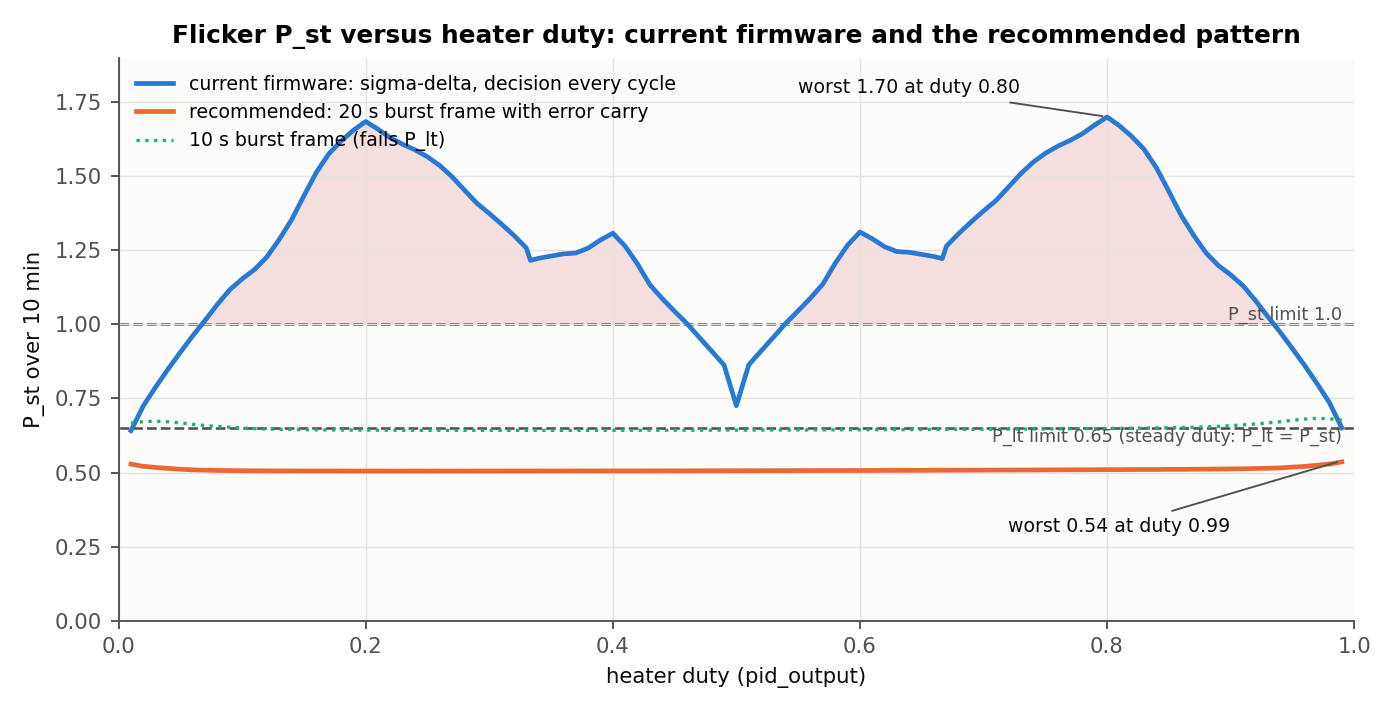 Flicker P_st versus heater duty: current firmware and the recommended pattern
current firmware: sigma-delta, decision every cycle
recommended: 20 s burst frame with error carry
10 s burst frame (fails P_lt)
worst 1.70 at duty 0.80
P_st limit 1.0
P_lt limit 0.65 (steady duty: P_lt = P_st)
worst 0.54 at duty 0.99
P_st over 10 min
1.75
1.50
1.25
1.00
0.75
0.50
0.25
0.00
0.0 0.2 0.4 0.6 0.8 1.0
heater duty (pid_output)